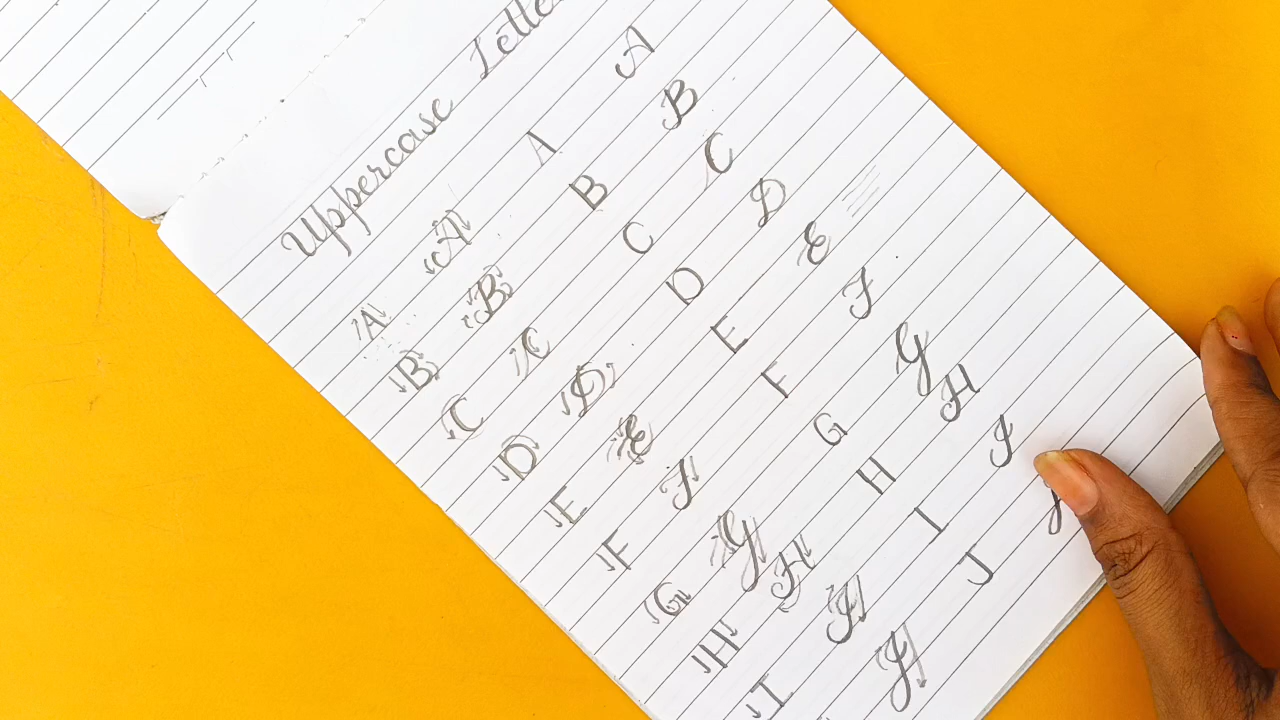 Uppercase Lette
A A A A
B B B B
C C C C
D D D D
E E E E
F F F F
G G G G
H H H H
I I I I
J J J